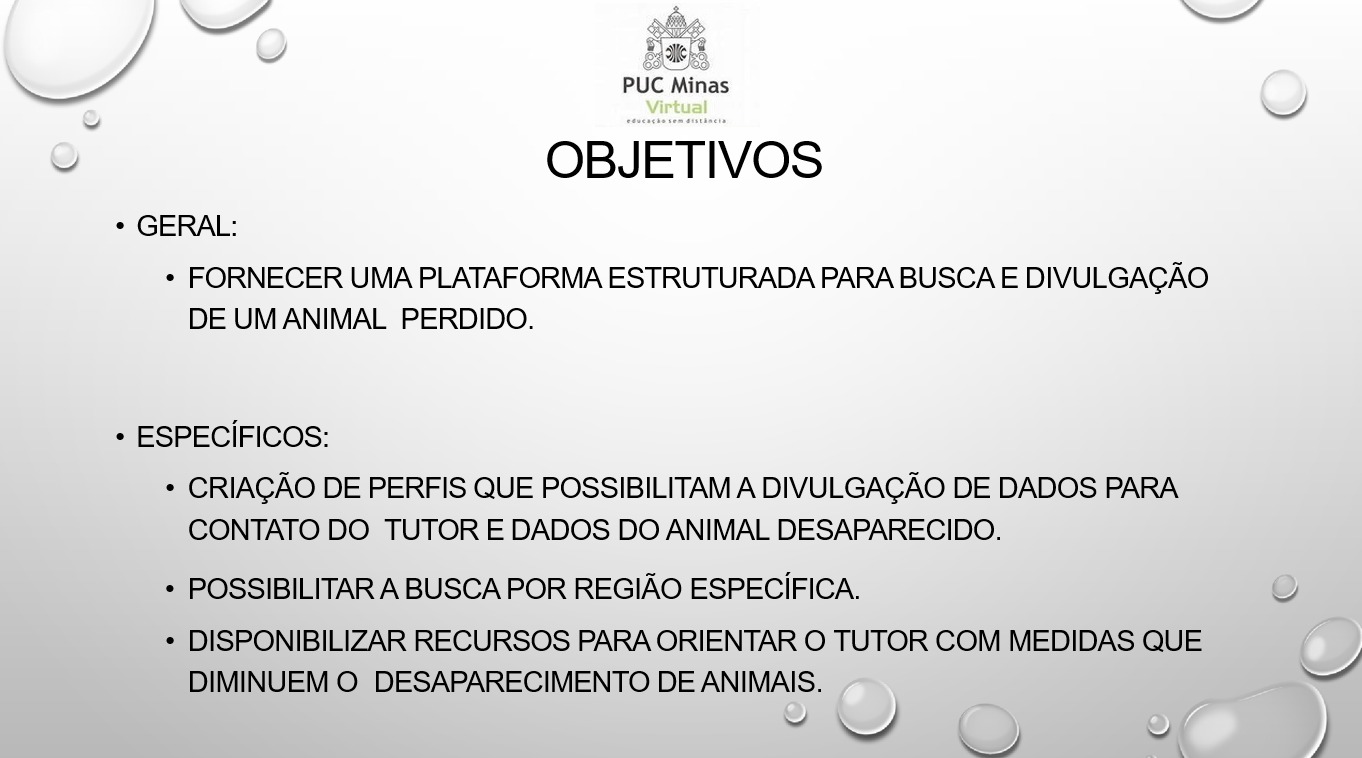 PUC Minas
Virtual
educação sem distância
OBJETIVOS
• GERAL:
• FORNECER UMA PLATAFORMA ESTRUTURADA PARA BUSCA E DIVULGAÇÃO
DE UM ANIMAL PERDIDO.
• ESPECÍFICOS:
• CRIAÇÃO DE PERFIS QUE POSSIBILITAM A DIVULGAÇÃO DE DADOS PARA
CONTATO DO TUTOR E DADOS DO ANIMAL DESAPARECIDO.
• POSSIBILITAR A BUSCA POR REGIÃO ESPECÍFICA.
• DISPONIBILIZAR RECURSOS PARA ORIENTAR O TUTOR COM MEDIDAS QUE
DIMINUEM O DESAPARECIMENTO DE ANIMAIS.